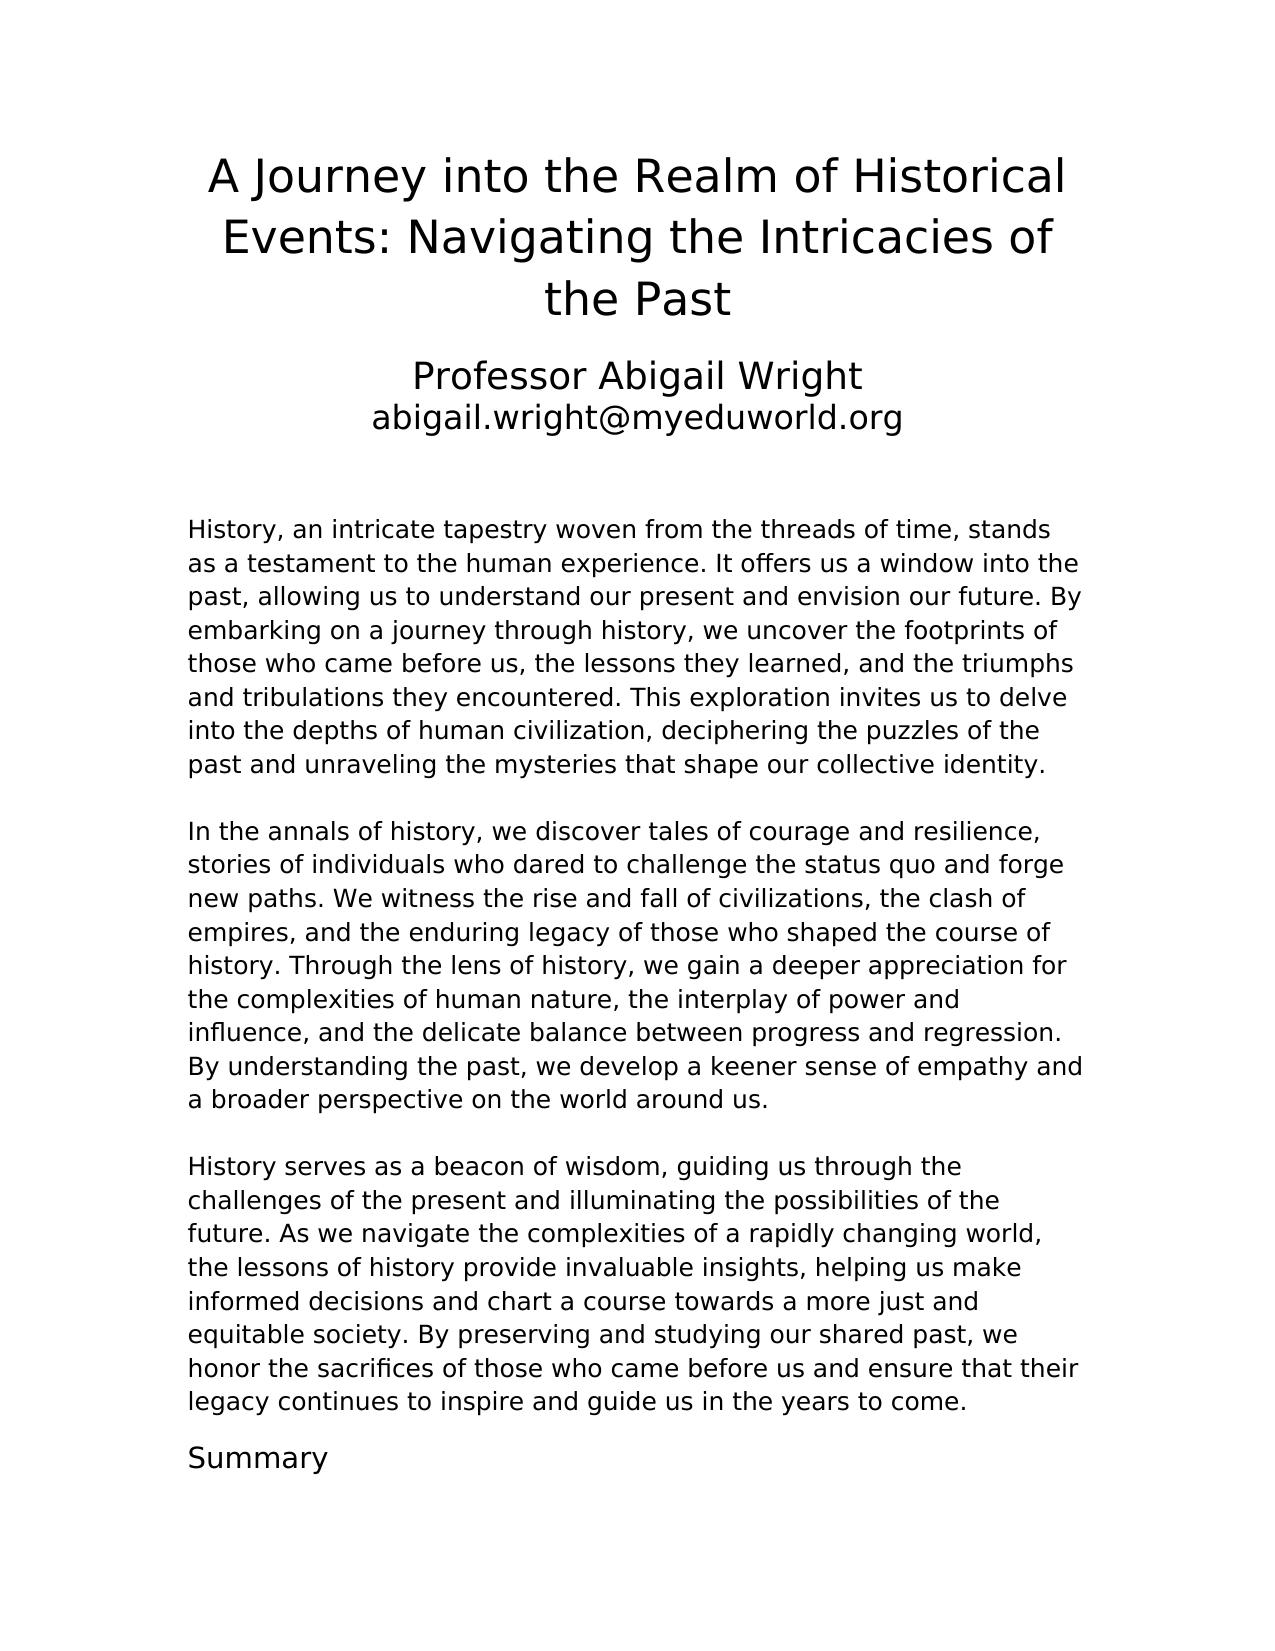 A Journey into the Realm of Historical
Events: Navigating the Intricacies of
the Past
Professor Abigail Wright
abigail.wright@myeduworld.org
History, an intricate tapestry woven from the threads of time, stands
as a testament to the human experience. It offers us a window into the
past, allowing us to understand our present and envision our future. By
embarking on a journey through history, we uncover the footprints of
those who came before us, the lessons they learned, and the triumphs
and tribulations they encountered. This exploration invites us to delve
into the depths of human civilization, deciphering the puzzles of the
past and unraveling the mysteries that shape our collective identity.
In the annals of history, we discover tales of courage and resilience,
stories of individuals who dared to challenge the status quo and forge
new paths. We witness the rise and fall of civilizations, the clash of
empires, and the enduring legacy of those who shaped the course of
history. Through the lens of history, we gain a deeper appreciation for
the complexities of human nature, the interplay of power and
influence, and the delicate balance between progress and regression.
By understanding the past, we develop a keener sense of empathy and
a broader perspective on the world around us.
History serves as a beacon of wisdom, guiding us through the
challenges of the present and illuminating the possibilities of the
future. As we navigate the complexities of a rapidly changing world,
the lessons of history provide invaluable insights, helping us make
informed decisions and chart a course towards a more just and
equitable society. By preserving and studying our shared past, we
honor the sacrifices of those who came before us and ensure that their
legacy continues to inspire and guide us in the years to come.
Summary